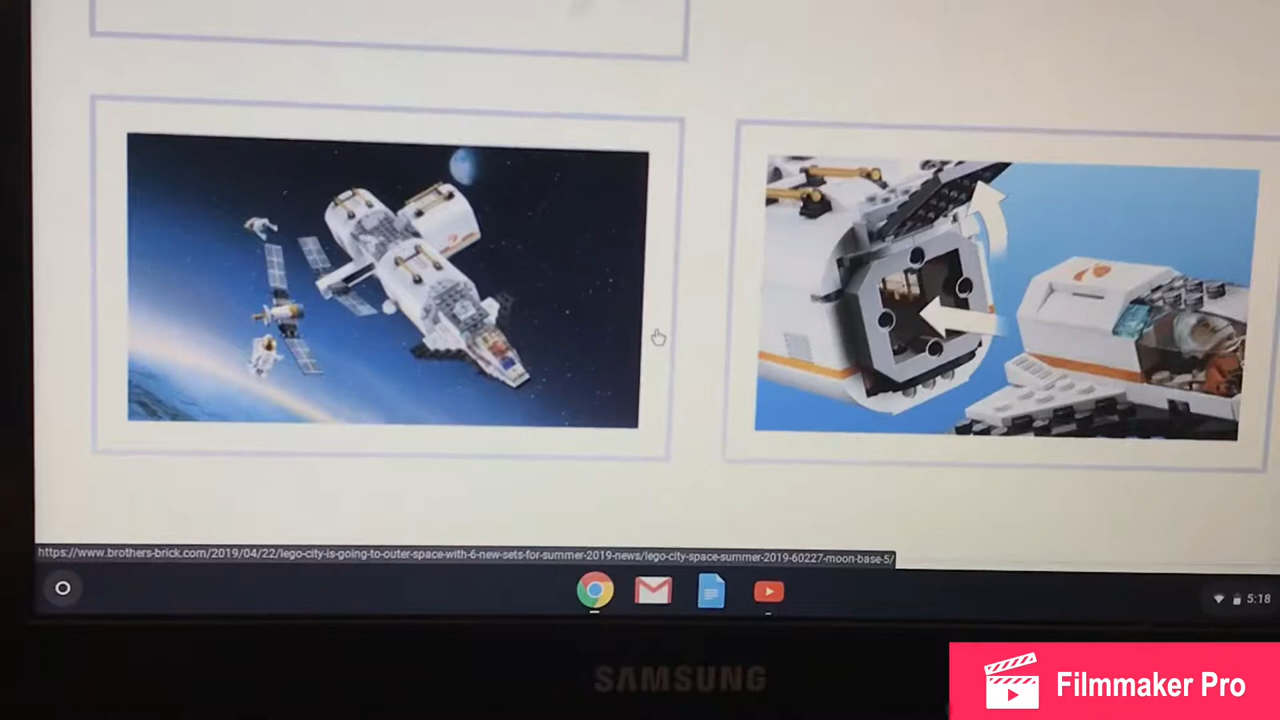 https://www.brothers-brick.com/2019/04/22/lego-city-is-going-to-outer-space-with-6-new-sets-for-summer-2019-news/lego-city-space-summer-2019-60227-moon-base-5/
5:18
SAMSUNG
Filmmaker Pro